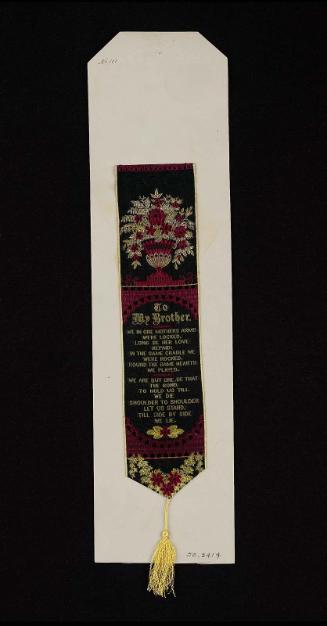 To
My Brother.
WE IN ONE MOTHERS ARMS
WERE LOCKED,
LONG BE HER LOVE
REPAID;
IN THE SAME CRADLE WE
WERE ROCKED,
ROUND THE SAME HEARTH
WE PLAYED.
WE ARE BUT ONE, BE THAT
THE BOND,
TO HOLD US TILL
WE DIE
SHOULDER TO SHOULDER
LET US STAND,
TILL SIDE BY SIDE
WE LIE.